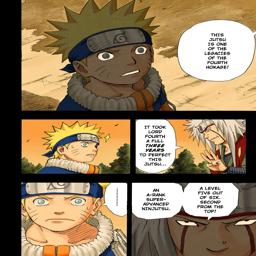 THIS
JUTSU
IS ONE
OF THE
LEGACIES
OF THE
FOURTH
HOKAGE!
IT TOOK
LORD
FOURTH
A FULL
THREE
YEARS
TO PERFECT
THIS
JUTSU...
AN
A-RANK
SUPER-
ADVANCED
NINJUTSU.
A LEVEL
FIVE OUT
OF SIX.
SECOND
FROM THE
TOP!